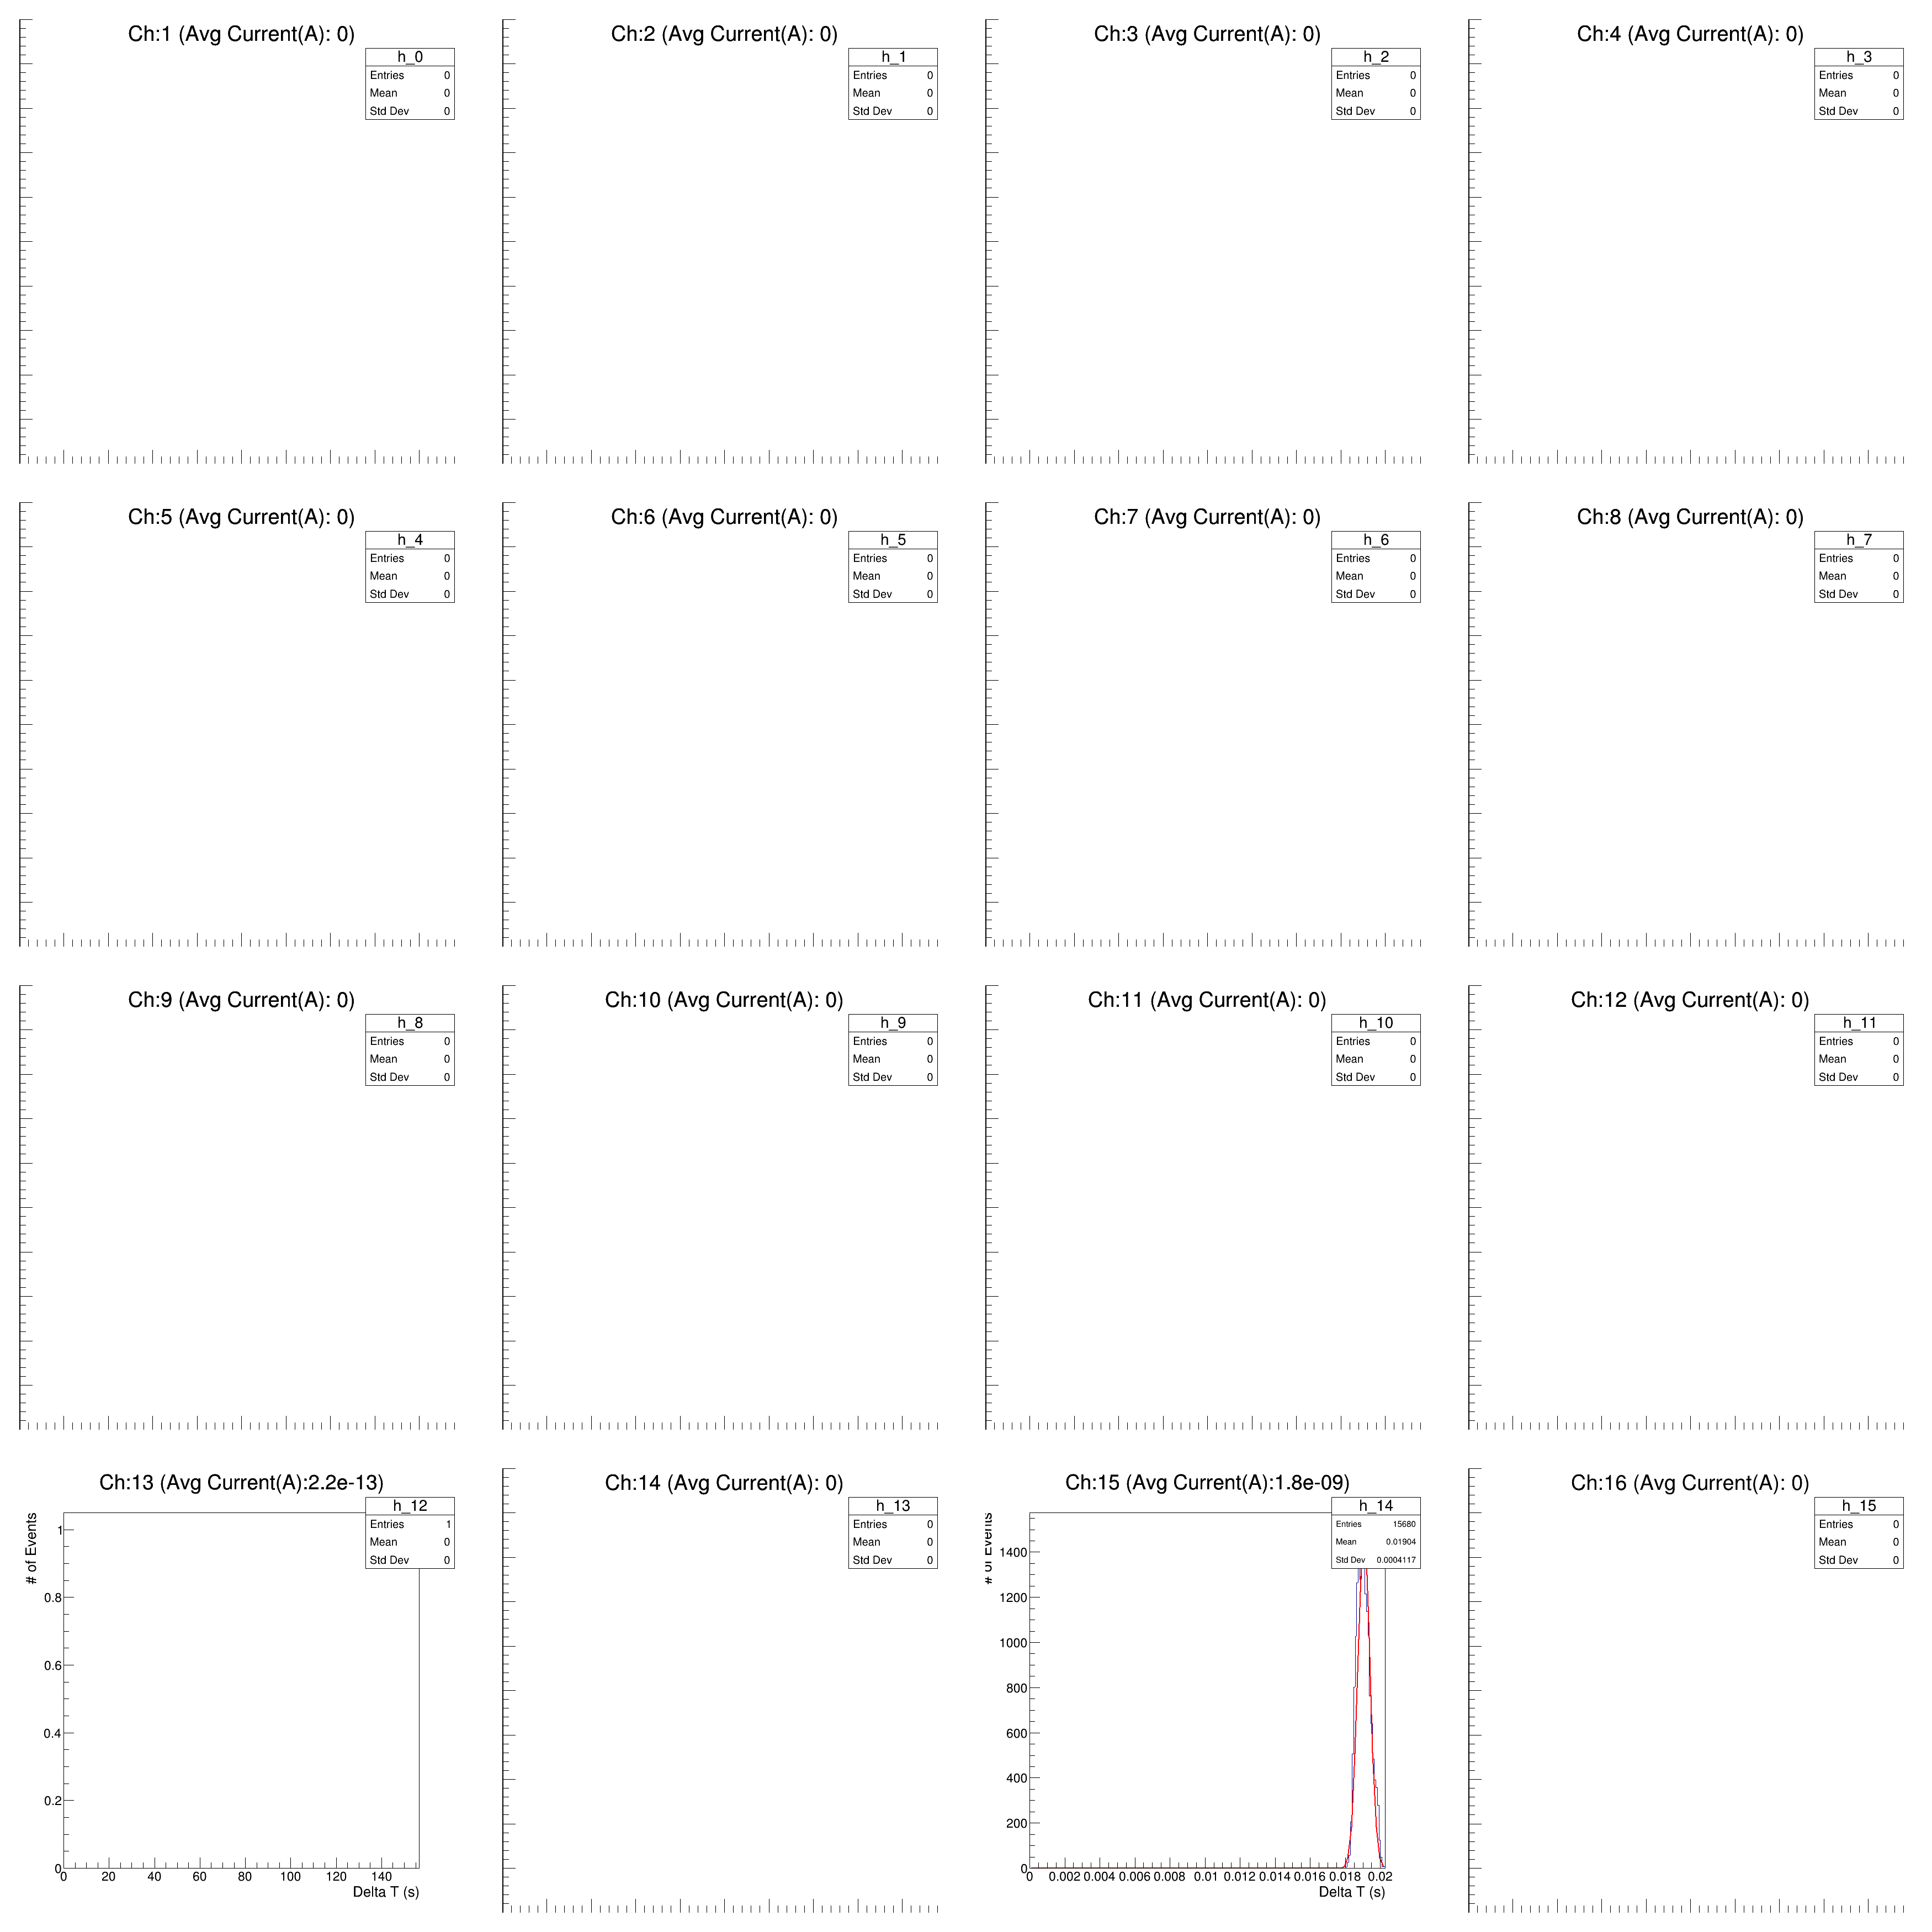 Ch:1 (Avg Current(A): 0)
h_0
Entries 0
Mean 0
Std Dev 0
Ch:2 (Avg Current(A): 0)
h_1
Entries 0
Mean 0
Std Dev 0
Ch:3 (Avg Current(A): 0)
h_2
Entries 0
Mean 0
Std Dev 0
Ch:4 (Avg Current(A): 0)
h_3
Entries 0
Mean 0
Std Dev 0
Ch:5 (Avg Current(A): 0)
h_4
Entries 0
Mean 0
Std Dev 0
Ch:6 (Avg Current(A): 0)
h_5
Entries 0
Mean 0
Std Dev 0
Ch:7 (Avg Current(A): 0)
h_6
Entries 0
Mean 0
Std Dev 0
Ch:8 (Avg Current(A): 0)
h_7
Entries 0
Mean 0
Std Dev 0
Ch:9 (Avg Current(A): 0)
h_8
Entries 0
Mean 0
Std Dev 0
Ch:10 (Avg Current(A): 0)
h_9
Entries 0
Mean 0
Std Dev 0
Ch:11 (Avg Current(A): 0)
h_10
Entries 0
Mean 0
Std Dev 0
Ch:12 (Avg Current(A): 0)
h_11
Entries 0
Mean 0
Std Dev 0
Ch:13 (Avg Current(A):2.2e-13)
h_12
Entries 1
Mean 0
Std Dev 0
# of Events
1
0.8
0.6
0.4
0.2
0
0 20 40 60 80 100 120 140
Delta T (s)
Ch:14 (Avg Current(A): 0)
h_13
Entries 0
Mean 0
Std Dev 0
Ch:15 (Avg Current(A):1.8e-09)
h_14
Entries 15680
Mean 0.01904
Std Dev 0.0004117
# of Events
1400
1200
1000
800
600
400
200
0
0 0.002 0.004 0.006 0.008 0.01 0.012 0.014 0.016 0.018 0.02
Delta T (s)
Ch:16 (Avg Current(A): 0)
h_15
Entries 0
Mean 0
Std Dev 0